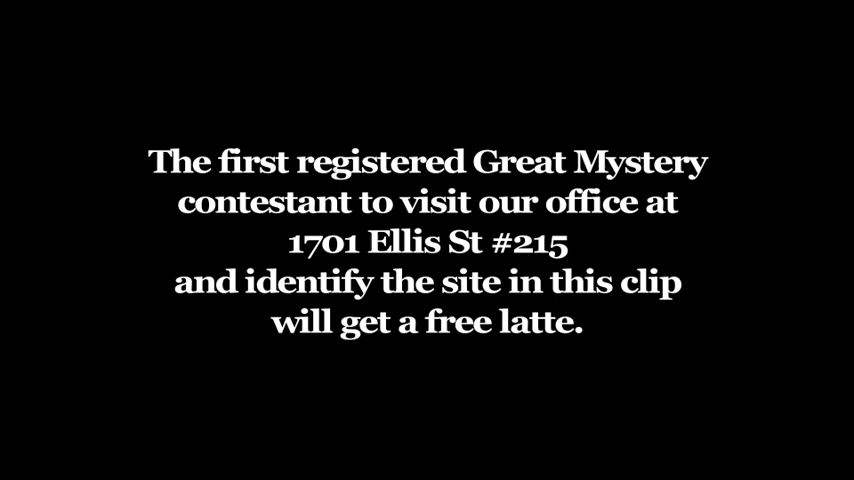 The first registered Great Mystery
contestant to visit our office at
1701 Ellis St #215
and identify the site in this clip
will get a free latte.